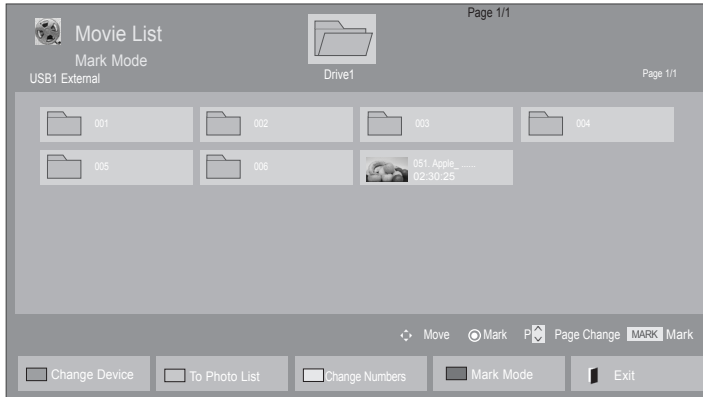 Page 1/1
Movie List
Mark Mode
USB1 External
Drive1
Page 1/1
001
002
003
004
005
006
051. Apple_ ......
02:30:25
Move
Mark
P
Page Change
MARK
Mark
Change Device
To Photo List
Change Numbers
Mark Mode
Exit